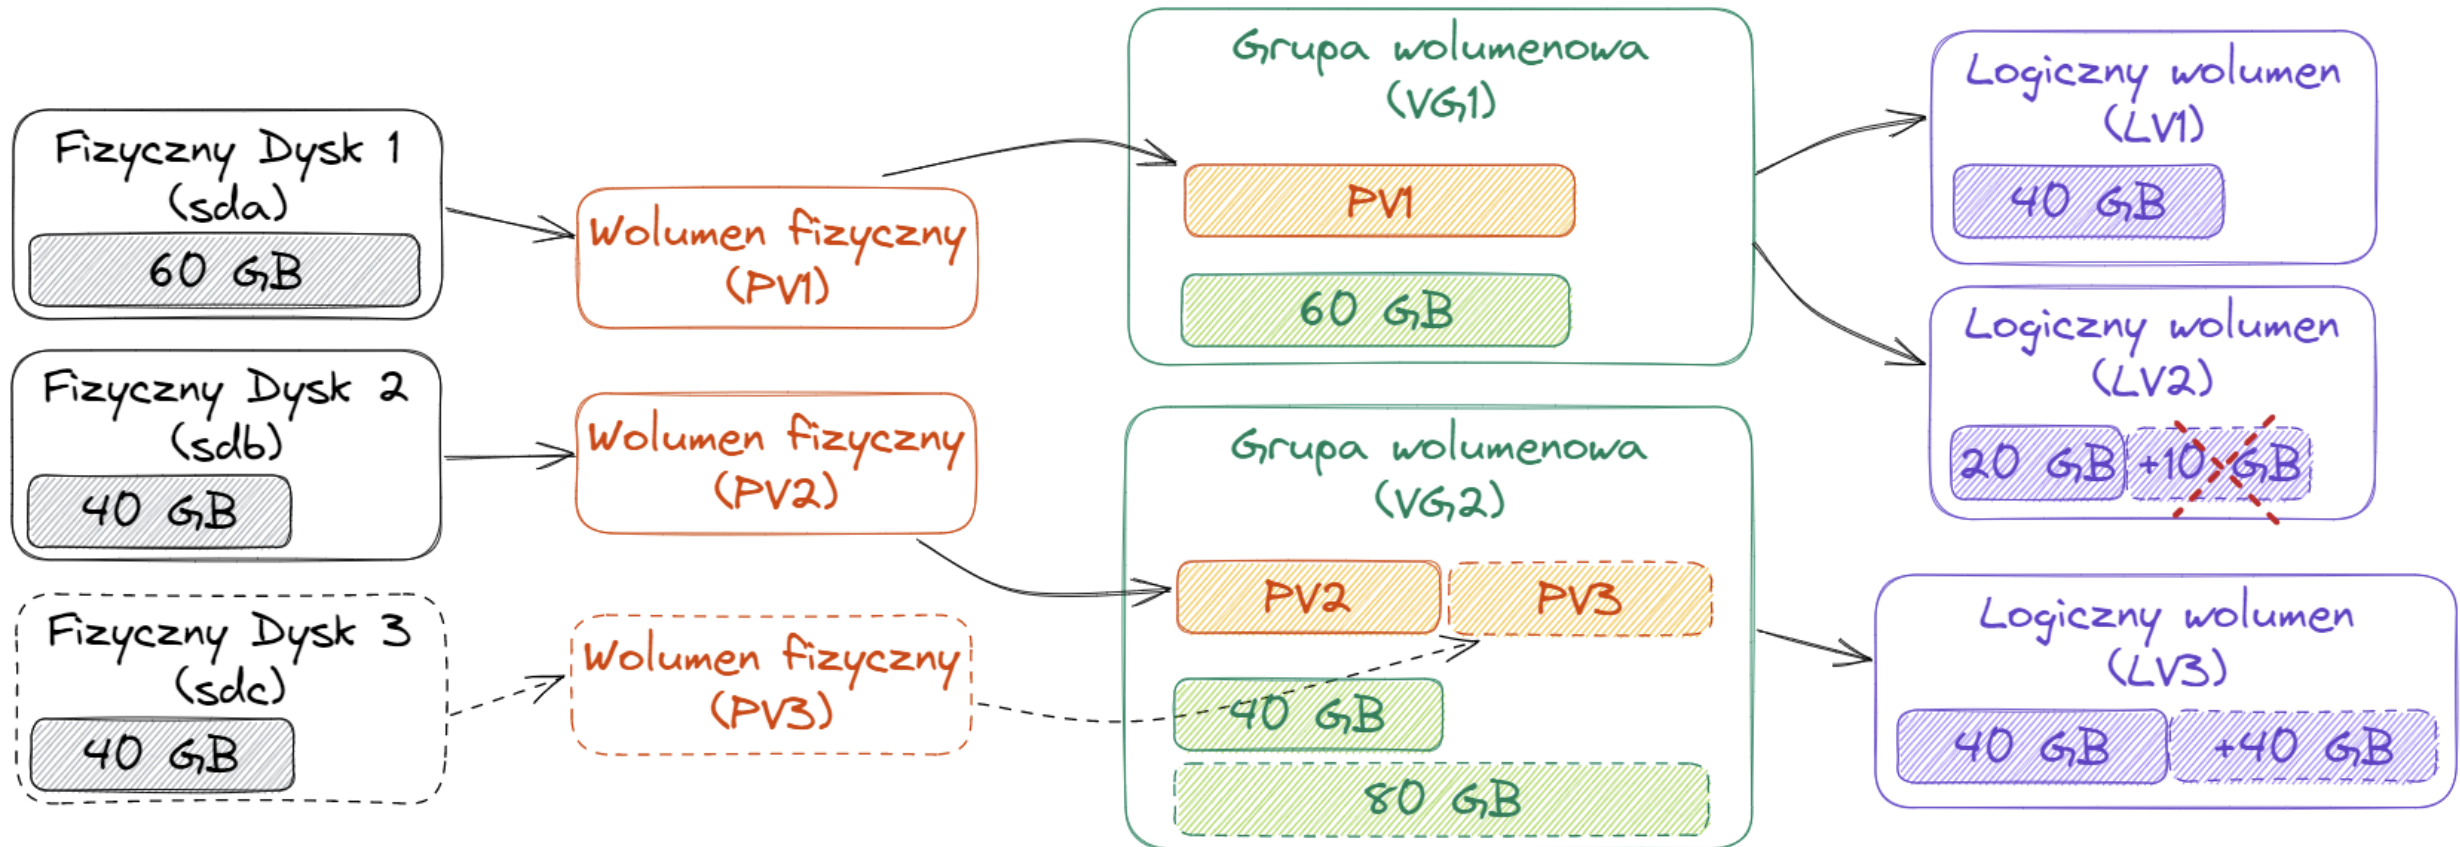 Fizyczny Dysk 1
(sda)
60 GB
Fizyczny Dysk 2
(sdb)
40 GB
Fizyczny Dysk 3
(sdc)
40 GB
Wolumen fizyczny
(PV1)
Wolumen fizyczny
(PV2)
Wolumen fizyczny
(PV3)
Grupa wolumenowa
(VG1)
PV1
60 GB
Grupa wolumenowa
(VG2)
PV2 PV3
40 GB
80 GB
Logiczny wolumen
(LV1)
40 GB
Logiczny wolumen
(LV2)
20 GB +10 GB
Logiczny wolumen
(LV3)
40 GB +40 GB